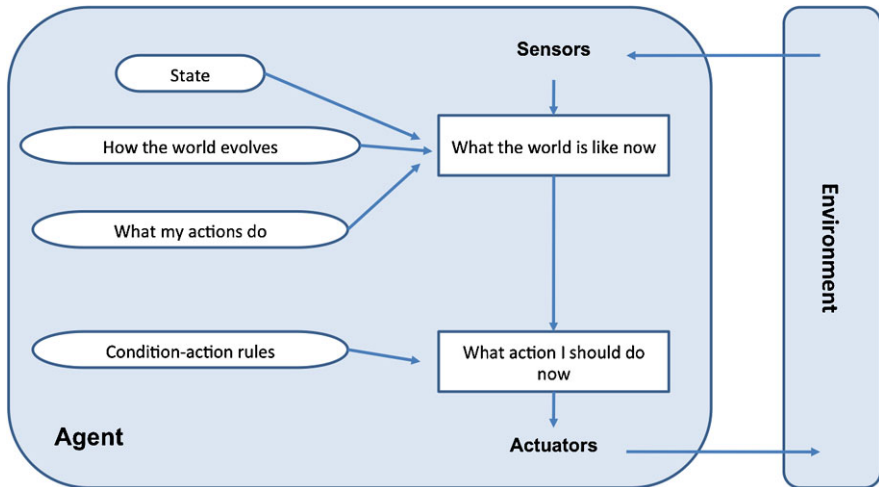 Sensors
State
How the world evolves
What the world is like now
What my actions do
Condition-action rules
What action I should do
now
Agent
Actuators
Environment